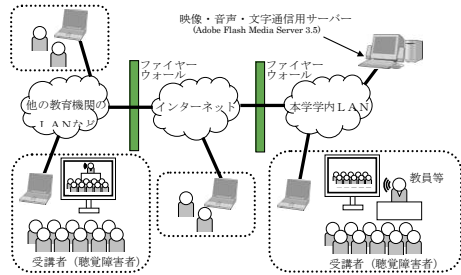 映像・音声・文字通信用サーバー
(Adobe Flash Media Server 3.5)
ファイヤー
ウォール
ファイヤー
ウォール
他の教育機関の
LANなど
インターネット
本学学内LAN
教員等
受講者（聴覚障害者）
受講者（聴覚障害者）